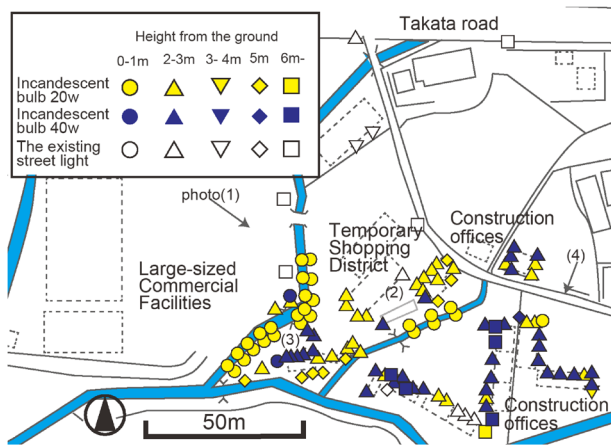 Takata road
Height from the ground
0-1m 2-3m 3- 4m 5m 6m-
Incandescent
bulb 20w
Incandescent
bulb 40w
The existing
street light
photo(1)
Temporary
Shopping
District
Construction
offices
(4)
Large-sized
Commercial
Facilities
(2)
(3)
50m
Construction
offices